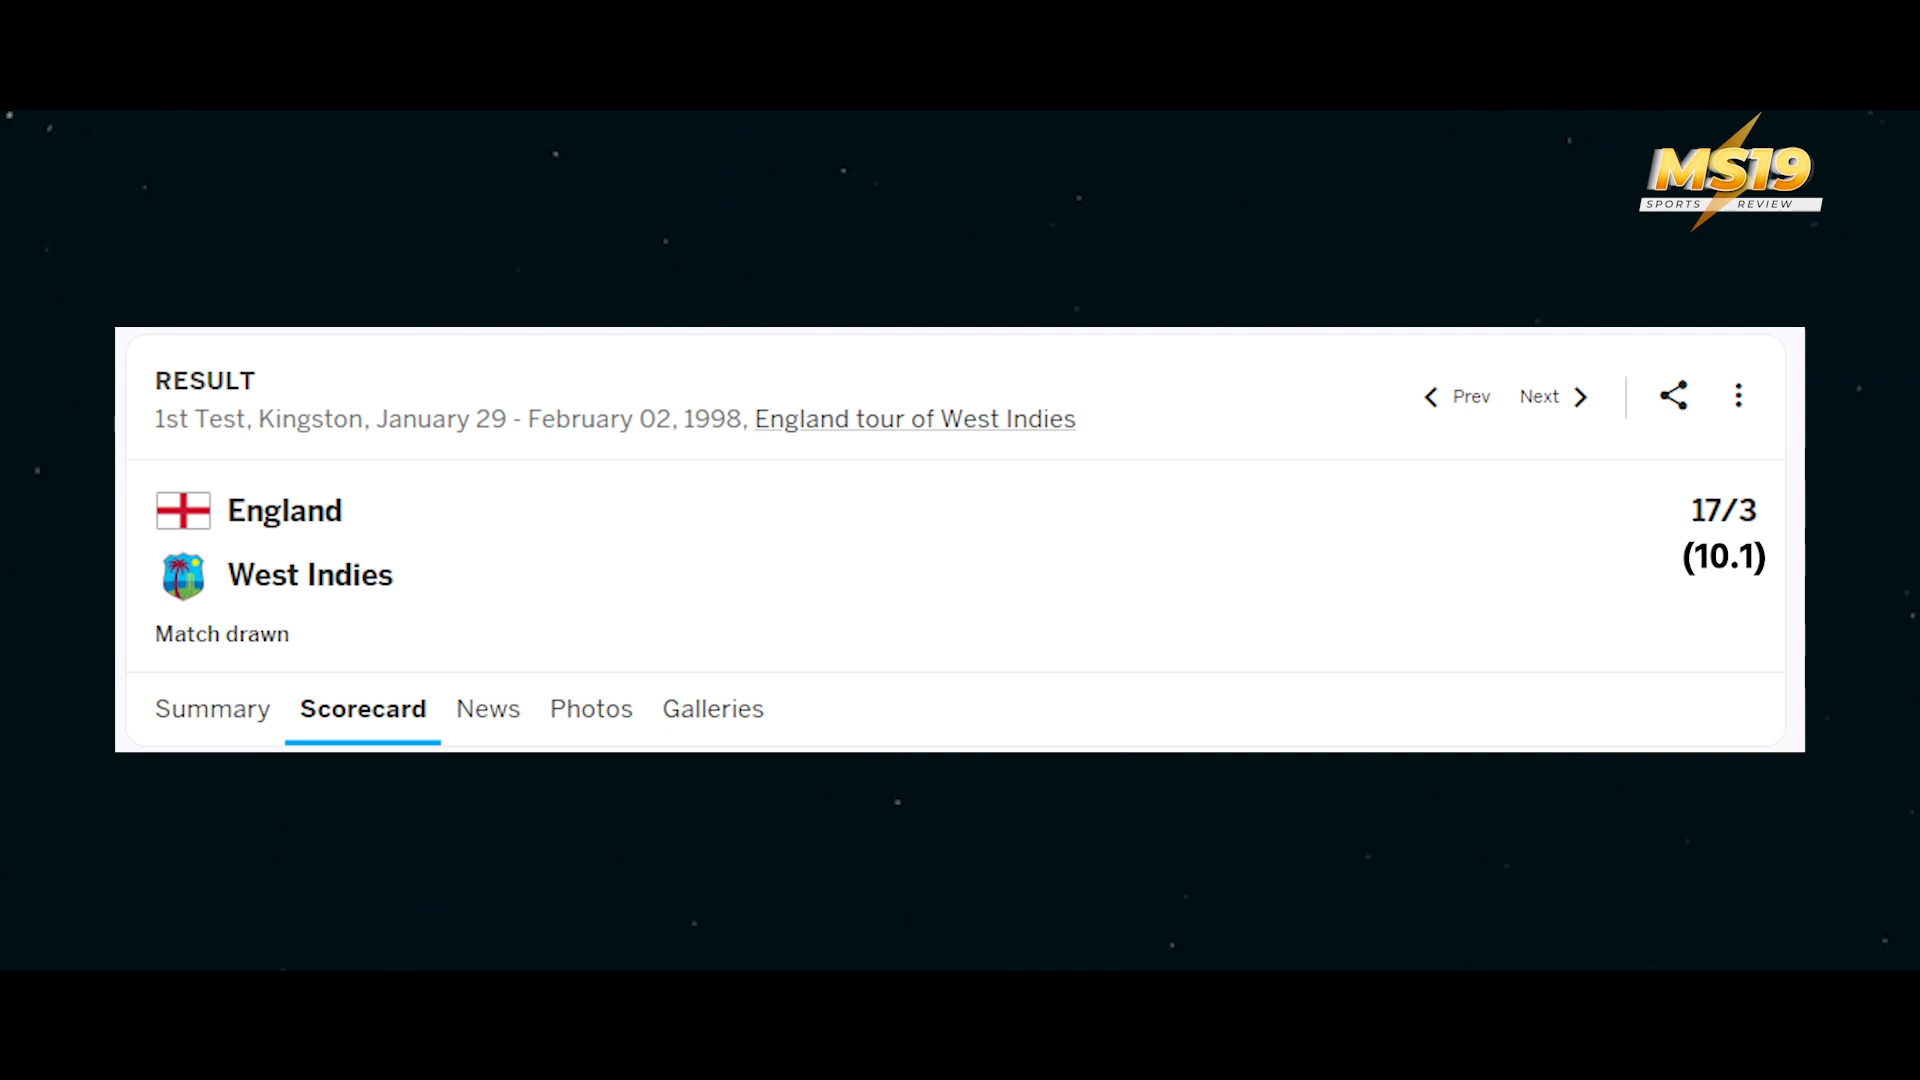 MS19
SPORTS REVIEW
RESULT
1st Test, Kingston, January 29 - February 02, 1998, England tour of West Indies
Prev Next
England 17/3
(10.1)
West Indies
Match drawn
Summary Scorecard News Photos Galleries